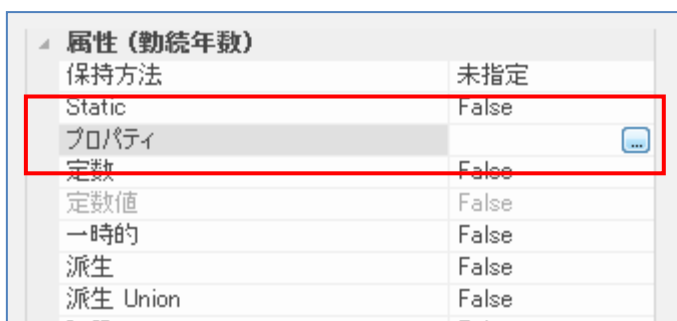 属性 (勤続年数)
保持方法 未指定
Static False
プロパティ ...
定数 False
定数値 False
一時的 False
派生 False
派生 Union False